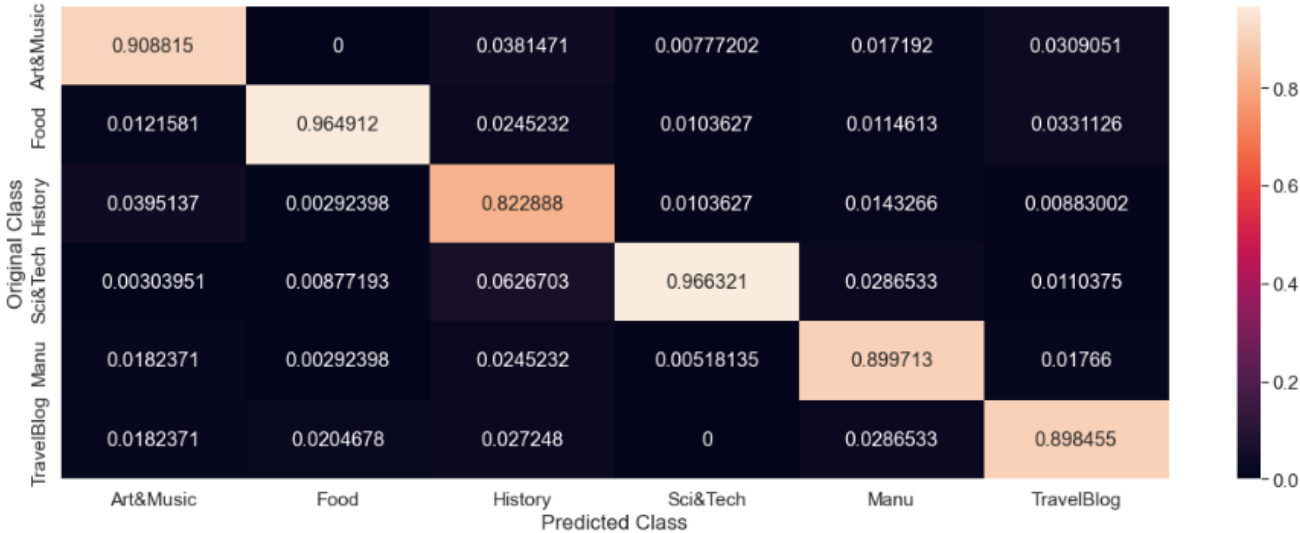 Art&Music 0.908815 0 0.0381471 0.00777202 0.017192 0.0309051
Food 0.0121581 0.964912 0.0245232 0.0103627 0.0114613 0.0331126
History 0.0395137 0.00292398 0.822888 0.0103627 0.0143266 0.00883002
Sci&Tech 0.00303951 0.00877193 0.0626703 0.966321 0.0286533 0.0110375
Manu 0.0182371 0.00292398 0.0245232 0.00518135 0.899713 0.01766
TravelBlog 0.0182371 0.0204678 0.027248 0 0.0286533 0.898455
Original Class
Art&Music Food History Sci&Tech Manu TravelBlog
Predicted Class
0.8
0.6
0.4
0.2
0.0